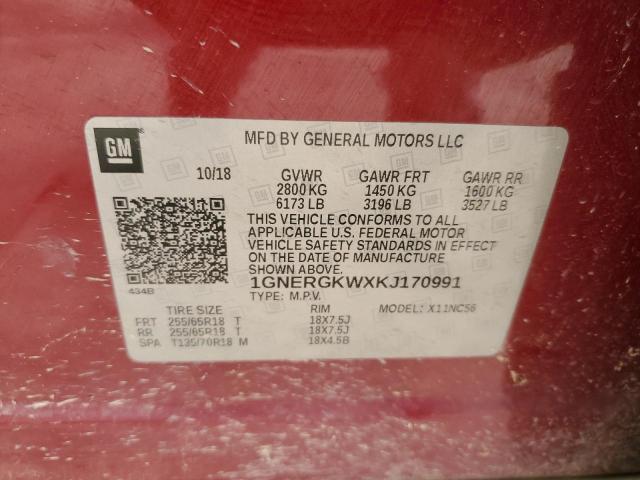 GM
MFD BY GENERAL MOTORS LLC
10/18 GVWR GAWR FRT GAWR RR
2800 KG 1450 KG 1600 KG
6173 LB 3196 LB 3527 LB
THIS VEHICLE CONFORMS TO ALL
APPLICABLE U.S. FEDERAL MOTOR
VEHICLE SAFETY STANDARDS IN EFFECT
ON THE DATE OF MANUFACTURE
SHOWN ABOVE.
434B
1GNERGKWXKJ170991
TYPE: M.P.V.
TIRE SIZE RIM MODEL: X11NC56
FRT 255/65R18 T 18X7.5J
RR 255/65R18 T 18X7.5J
SPA T135/70R18 M 18X4.5B